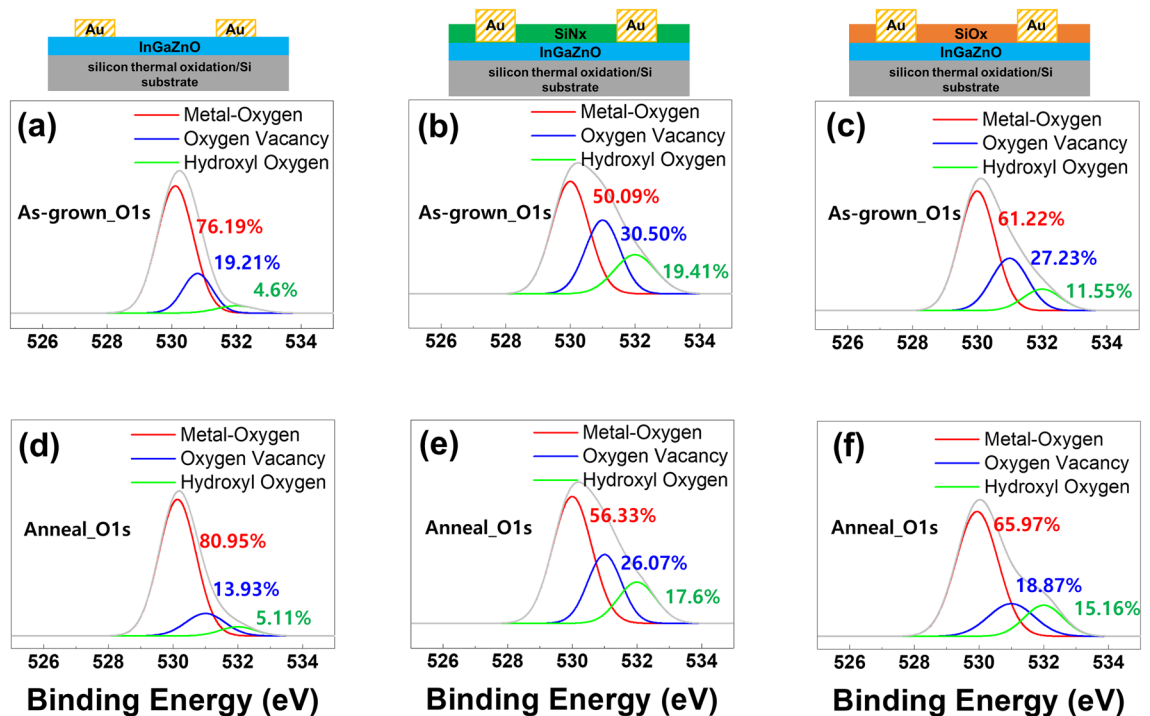 Au Au
InGaZnO
silicon thermal oxidation/Si
substrate
Au SiNx Au
InGaZnO
silicon thermal oxidation/Si
substrate
Au SiOx Au
InGaZnO
silicon thermal oxidation/Si
substrate
(a)
Metal-Oxygen
Oxygen Vacancy
Hydroxyl Oxygen
As-grown_O1s
76.19%
19.21%
4.6%
526 528 530 532 534
(b)
Metal-Oxygen
Oxygen Vacancy
Hydroxyl Oxygen
As-grown_O1s
50.09%
30.50%
19.41%
526 528 530 532 534
(c)
Metal-Oxygen
Oxygen Vacancy
Hydroxyl Oxygen
As-grown_O1s
61.22%
27.23%
11.55%
526 528 530 532 534
(d)
Metal-Oxygen
Oxygen Vacancy
Hydroxyl Oxygen
Anneal_O1s
80.95%
13.93%
5.11%
526 528 530 532 534
Binding Energy (eV)
(e)
Metal-Oxygen
Oxygen Vacancy
Hydroxyl Oxygen
Anneal_O1s
56.33%
26.07%
17.6%
526 528 530 532 534
Binding Energy (eV)
(f)
Metal-Oxygen
Oxygen Vacancy
Hydroxyl Oxygen
Anneal_O1s
65.97%
18.87%
15.16%
526 528 530 532 534
Binding Energy (eV)